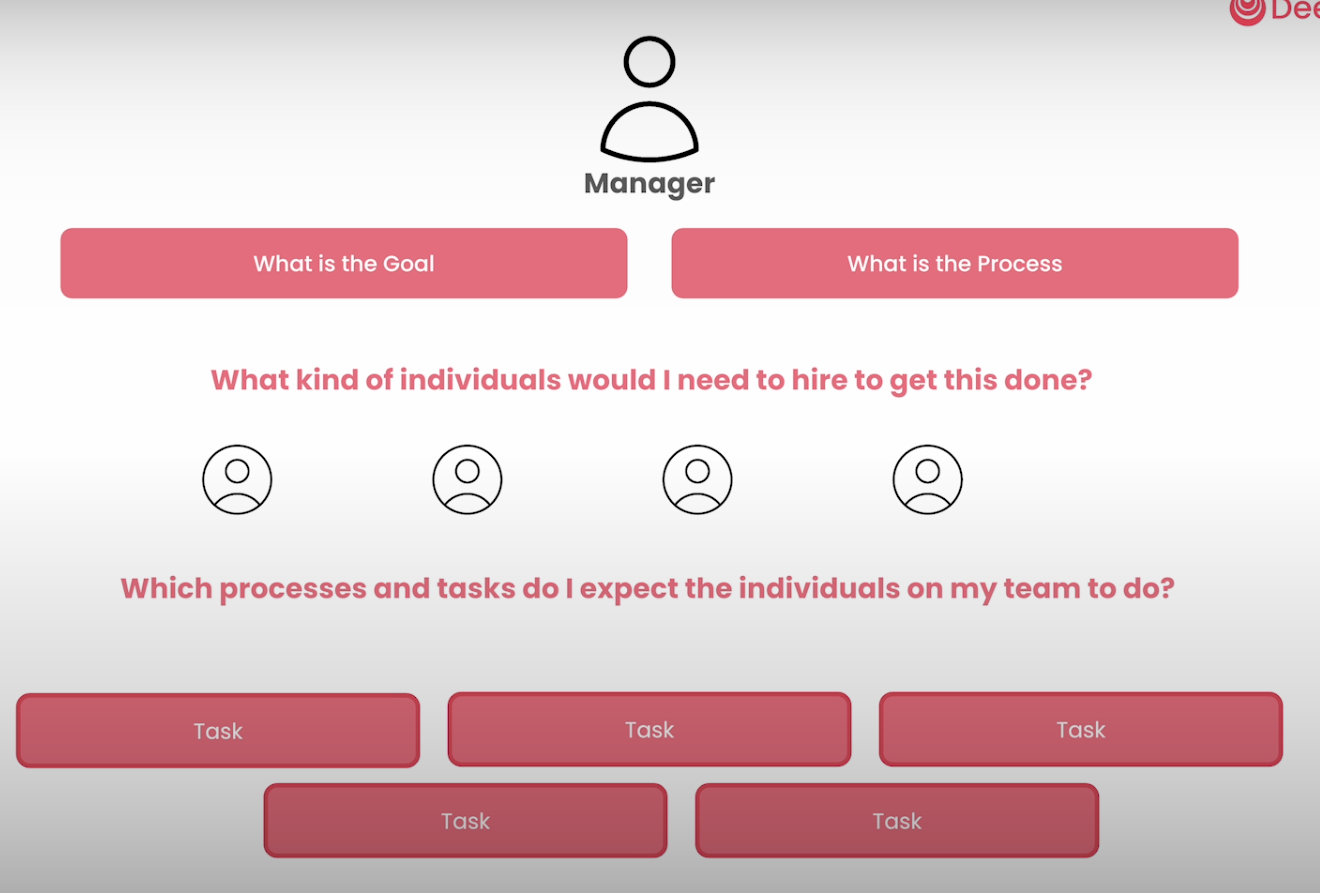 Manager
What is the Goal
What is the Process
What kind of individuals would I need to hire to get this done?
Which processes and tasks do I expect the individuals on my team to do?
Task
Task
Task
Task
Task